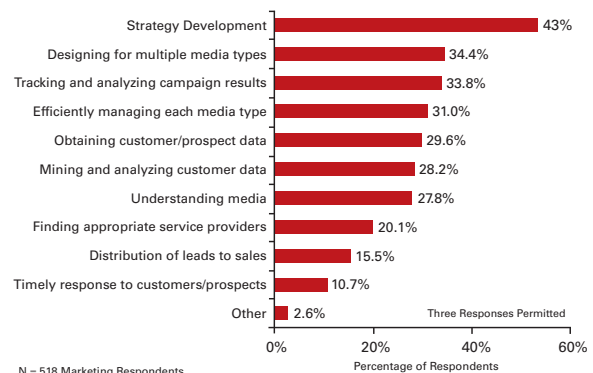 Strategy Development 43%
Designing for multiple media types 34.4%
Tracking and analyzing campaign results 33.8%
Efficiently managing each media type 31.0%
Obtaining customer/prospect data 29.6%
Mining and analyzing customer data 28.2%
Understanding media 27.8%
Finding appropriate service providers 20.1%
Distribution of leads to sales 15.5%
Timely response to customers/prospects 10.7%
Other 2.6% Three Responses Permitted
0% 20% 40% 60%
Percentage of Respondents
N = 518 Marketing Respondents